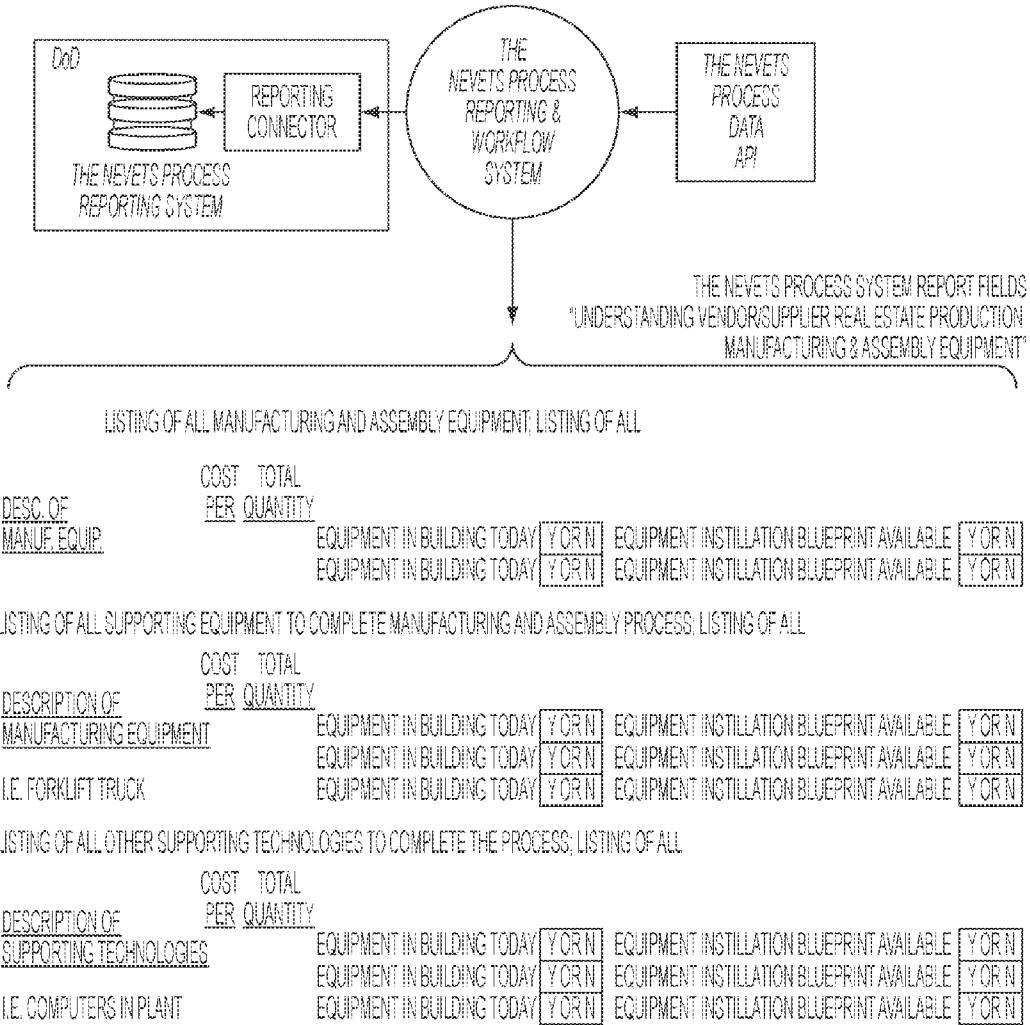 DoD
THE NEVETS PROCESS
REPORTING SYSTEM
REPORTING
CONNECTOR
THE
NEVETS PROCESS
REPORTING &
WORKFLOW
SYSTEM
THE NEVETS
PROCESS
DATA
API
THE NEVETS PROCESS SYSTEM REPORT FIELDS
"UNDERSTANDING VENDOR/SUPPLIER REAL ESTATE PRODUCTION
MANUFACTURING & ASSEMBLY EQUIPMENT"
LISTING OF ALL MANUFACTURING AND ASSEMBLY EQUIPMENT; LISTING OF ALL
COST TOTAL
DESC. OF PER QUANTITY
MANUF. EQUIP. EQUIPMENT IN BUILDING TODAY Y OR N EQUIPMENT INSTILLATION BLUEPRINT AVAILABLE Y OR N
EQUIPMENT IN BUILDING TODAY Y OR N EQUIPMENT INSTILLATION BLUEPRINT AVAILABLE Y OR N
LISTING OF ALL SUPPORTING EQUIPMENT TO COMPLETE MANUFACTURING AND ASSEMBLY PROCESS; LISTING OF ALL
COST TOTAL
DESCRIPTION OF PER QUANTITY
MANUFACTURING EQUIPMENT EQUIPMENT IN BUILDING TODAY Y OR N EQUIPMENT INSTILLATION BLUEPRINT AVAILABLE Y OR N
EQUIPMENT IN BUILDING TODAY Y OR N EQUIPMENT INSTILLATION BLUEPRINT AVAILABLE Y OR N
I.E. FORKLIFT TRUCK EQUIPMENT IN BUILDING TODAY Y OR N EQUIPMENT INSTILLATION BLUEPRINT AVAILABLE Y OR N
LISTING OF ALL OTHER SUPPORTING TECHNOLOGIES TO COMPLETE THE PROCESS; LISTING OF ALL
COST TOTAL
DESCRIPTION OF PER QUANTITY
SUPPORTING TECHNOLOGIES EQUIPMENT IN BUILDING TODAY Y OR N EQUIPMENT INSTILLATION BLUEPRINT AVAILABLE Y OR N
EQUIPMENT IN BUILDING TODAY Y OR N EQUIPMENT INSTILLATION BLUEPRINT AVAILABLE Y OR N
I.E. COMPUTERS IN PLANT EQUIPMENT IN BUILDING TODAY Y OR N EQUIPMENT INSTILLATION BLUEPRINT AVAILABLE Y OR N